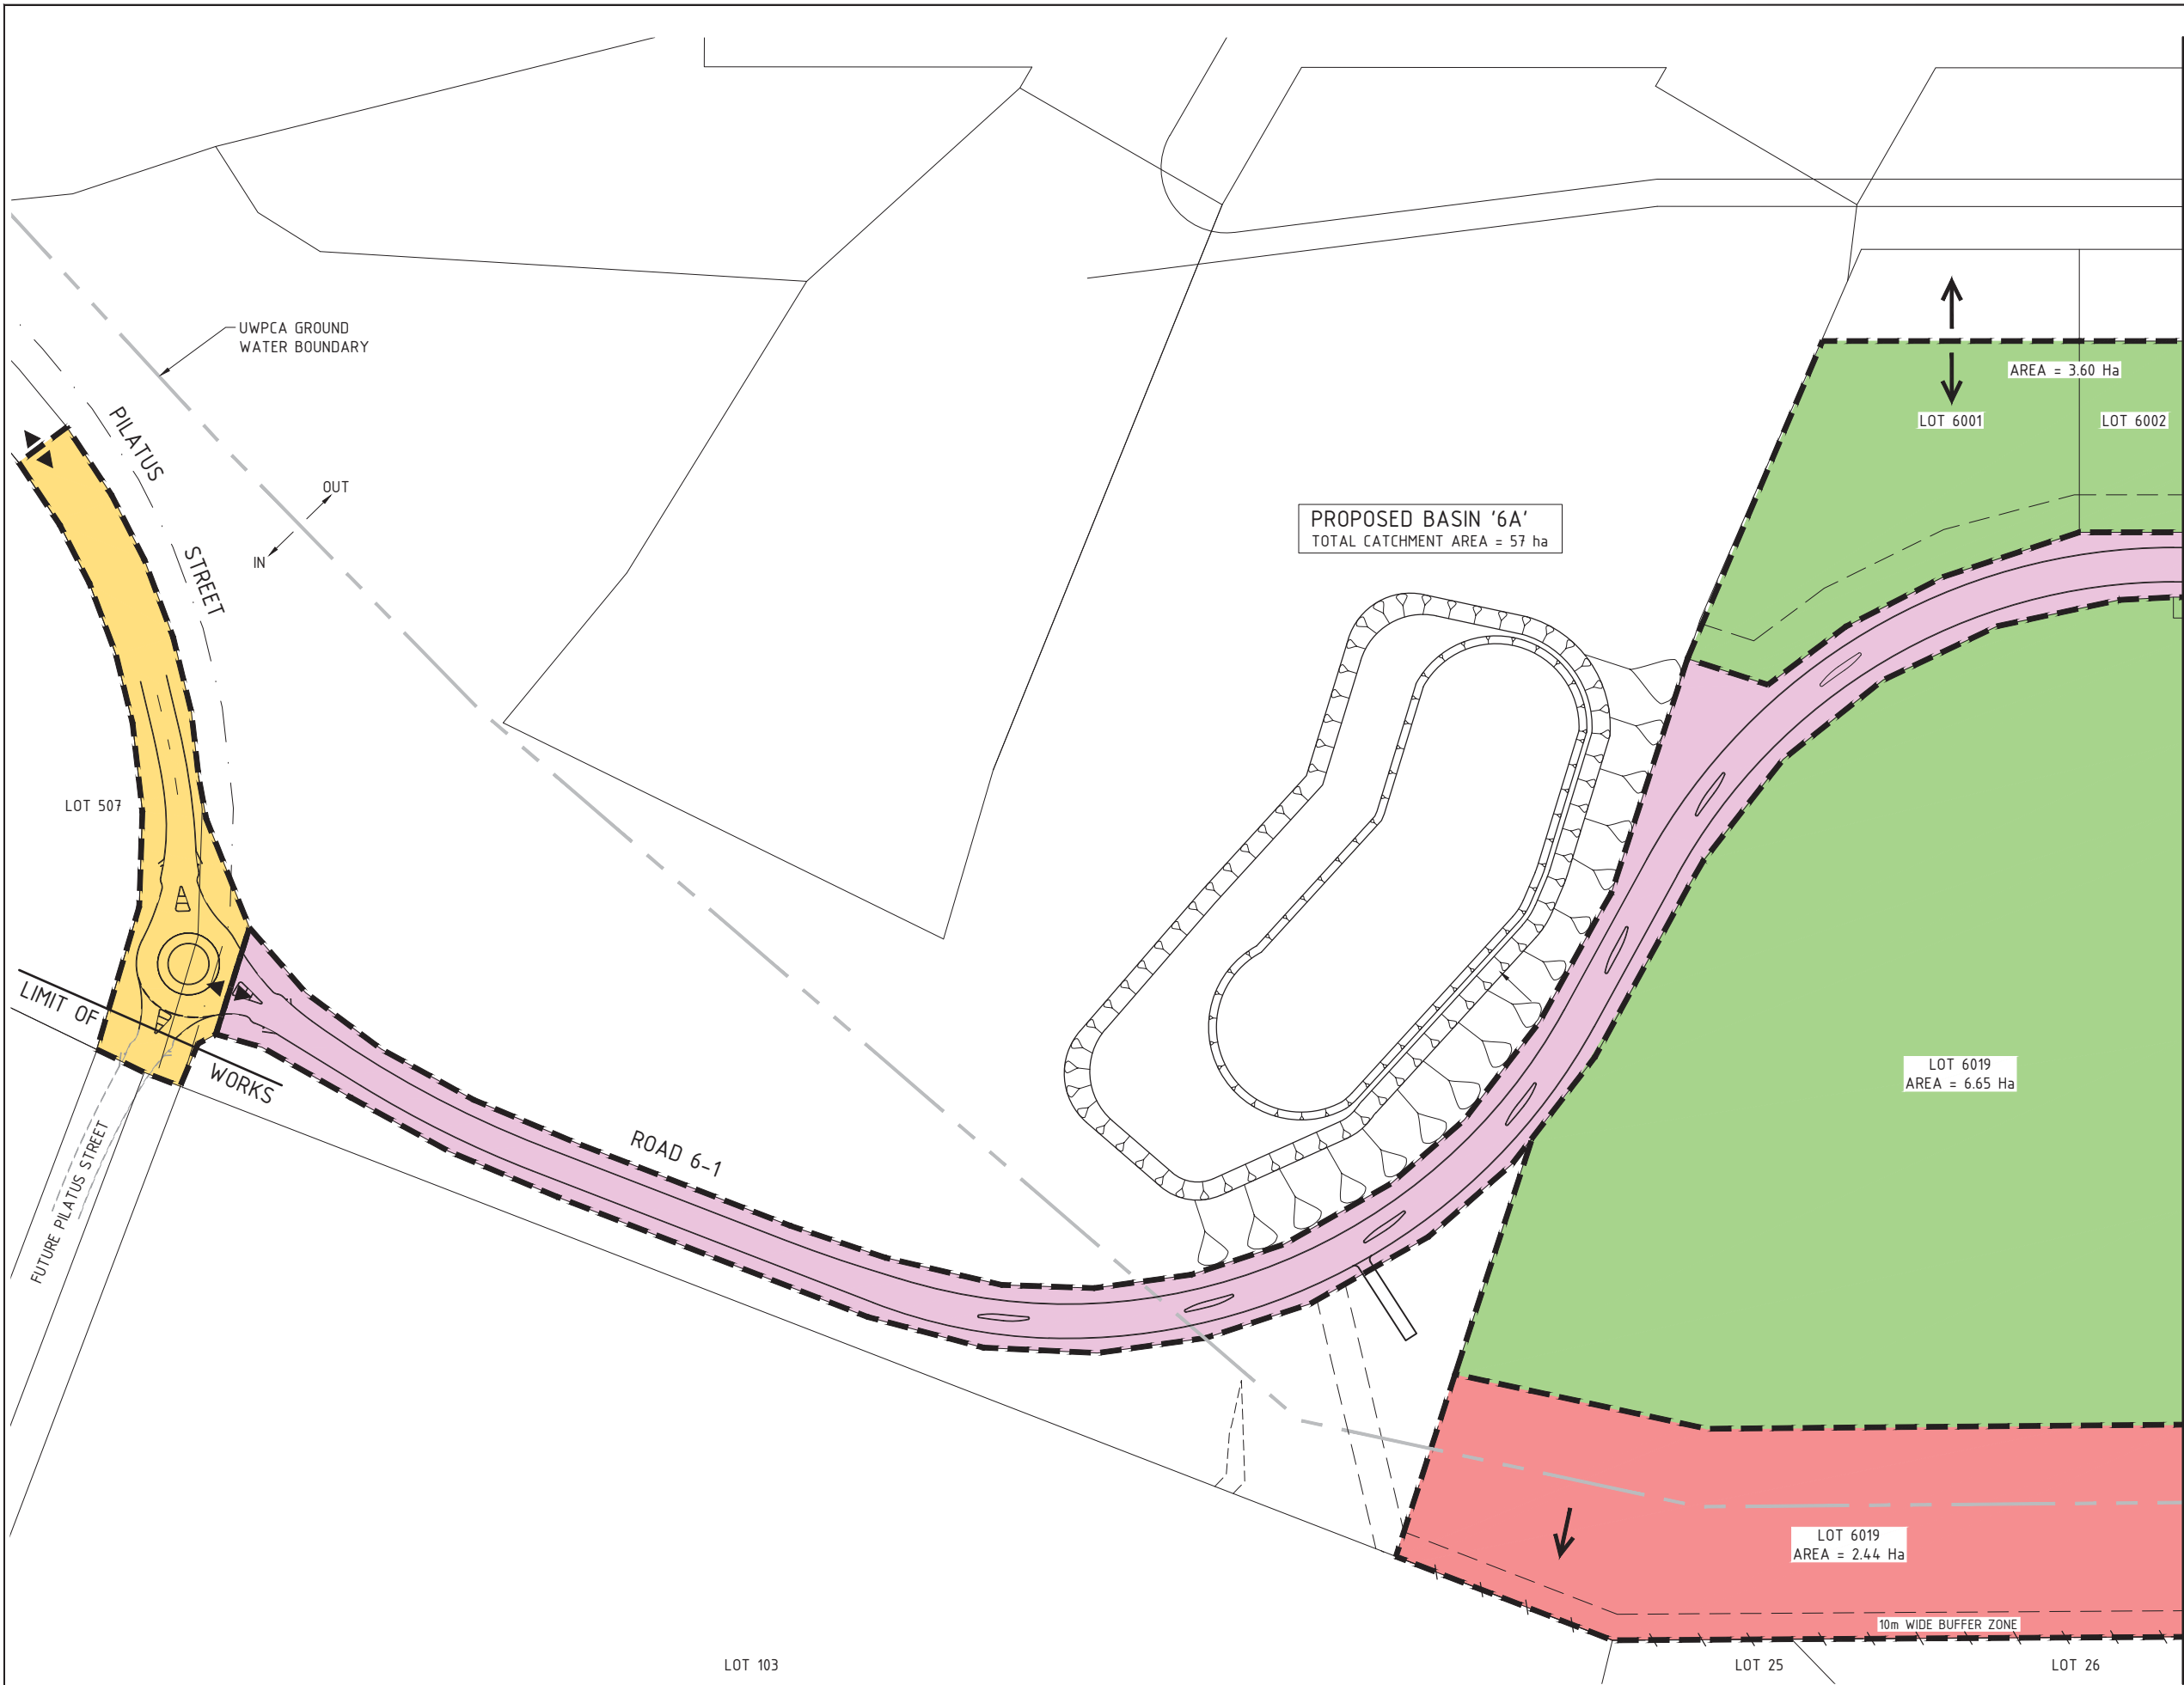 UWPCA GROUND
WATER BOUNDARY
AREA = 3.60 Ha
LOT 6001
LOT 6002
PILATUS
STREET
OUT
IN
PROPOSED BASIN '6A'
TOTAL CATCHMENT AREA = 57 ha
LOT 507
LIMIT OF
WORKS
FUTURE PILATUS STREET
ROAD 6-1
LOT 6019
AREA = 6.65 Ha
LOT 6019
AREA = 2.44 Ha
10m WIDE BUFFER ZONE
LOT 103
LOT 25
LOT 26